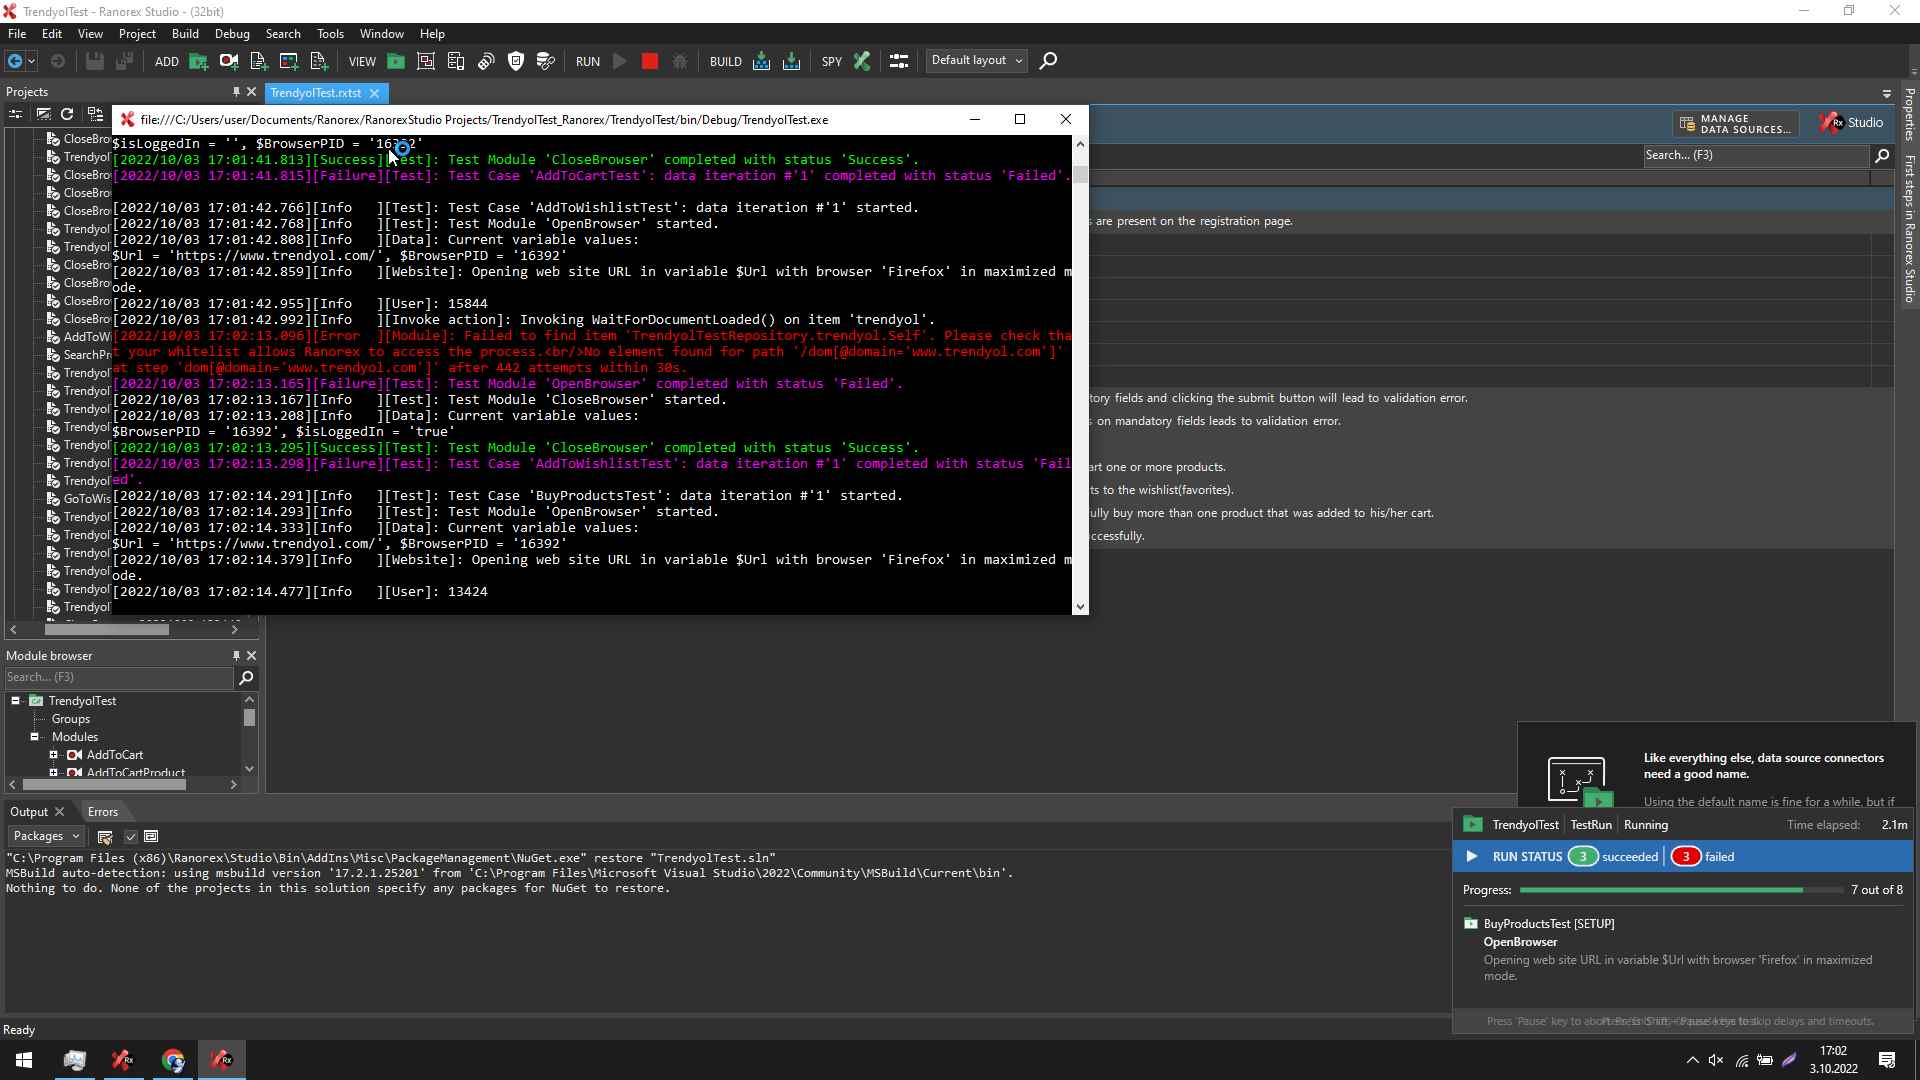 TrendyolTest - Ranorex Studio - (32bit)
File Edit View Project Build Debug Search Tools Window Help
ADD VIEW RUN BUILD SPY Default layout
Projects
TrendyolTest.rxtst
file:///C:/Users/user/Documents/Ranorex/RanorexStudio Projects/TrendyolTest_Ranorex/TrendyolTest/bin/Debug/TrendyolTest.exe
MANAGE
DATA SOURCES...
Studio
Search... (F3)
Properties
First steps in Ranorex Studio
CloseBro
Trendyol
CloseBro
CloseBro
CloseBro
Trendyol
Trendyol
CloseBro
CloseBro
CloseBro
CloseBro
AddToWi
SearchPr
Trendyol
Trendyol
Trendyol
Trendyol
Trendyol
Trendyol
Trendyol
GoToWis
Trendyol
Trendyol
Trendyol
Trendyol
Trendyol
Trendyol
$isLoggedIn = '', $BrowserPID = '16392'
[2022/10/03 17:01:41.813][Success][Test]: Test Module 'CloseBrowser' completed with status 'Success'.
[2022/10/03 17:01:41.815][Failure][Test]: Test Case 'AddToCartTest': data iteration #'1' completed with status 'Failed'.
[2022/10/03 17:01:42.766][Info   ][Test]: Test Case 'AddToWishlistTest': data iteration #'1' started.
[2022/10/03 17:01:42.768][Info   ][Test]: Test Module 'OpenBrowser' started.
[2022/10/03 17:01:42.808][Info   ][Data]: Current variable values:
$Url = 'https://www.trendyol.com/', $BrowserPID = '16392'
[2022/10/03 17:01:42.859][Info   ][Website]: Opening web site URL in variable $Url with browser 'Firefox' in maximized m
ode.
[2022/10/03 17:01:42.955][Info   ][User]: 15844
[2022/10/03 17:01:42.992][Info   ][Invoke action]: Invoking WaitForDocumentLoaded() on item 'trendyol'.
[2022/10/03 17:02:13.096][Error  ][Module]: Failed to find item 'TrendyolTestRepository.trendyol.Self'. Please check tha
t your whitelist allows Ranorex to access the process.<br/>No element found for path '/dom[@domain='www.trendyol.com']'
at step 'dom[@domain='www.trendyol.com']' after 442 attempts within 30s.
[2022/10/03 17:02:13.165][Failure][Test]: Test Module 'OpenBrowser' completed with status 'Failed'.
[2022/10/03 17:02:13.167][Info   ][Test]: Test Module 'CloseBrowser' started.
[2022/10/03 17:02:13.208][Info   ][Data]: Current variable values:
$BrowserPID = '16392', $isLoggedIn = 'true'
[2022/10/03 17:02:13.295][Success][Test]: Test Module 'CloseBrowser' completed with status 'Success'.
[2022/10/03 17:02:13.298][Failure][Test]: Test Case 'AddToWishlistTest': data iteration #'1' completed with status 'Fail
ed'.
[2022/10/03 17:02:14.291][Info   ][Test]: Test Case 'BuyProductsTest': data iteration #'1' started.
[2022/10/03 17:02:14.293][Info   ][Test]: Test Module 'OpenBrowser' started.
[2022/10/03 17:02:14.333][Info   ][Data]: Current variable values:
$Url = 'https://www.trendyol.com/', $BrowserPID = '16392'
[2022/10/03 17:02:14.379][Info   ][Website]: Opening web site URL in variable $Url with browser 'Firefox' in maximized m
ode.
[2022/10/03 17:02:14.477][Info   ][User]: 13424
s are present on the registration page.
tory fields and clicking the submit button will lead to validation error.
s on mandatory fields leads to validation error.
art one or more products.
ts to the wishlist(favorites).
ully buy more than one product that was added to his/her cart.
ccessfully.
Module browser
Search... (F3)
TrendyolTest
Groups
Modules
AddToCart
AddToCartProduct
Output Errors
Packages
"C:\Program Files (x86)\Ranorex\Studio\Bin\AddIns\Misc\PackageManagement\NuGet.exe" restore "TrendyolTest.sln"
MSBuild auto-detection: using msbuild version '17.2.1.25201' from 'C:\Program Files\Microsoft Visual Studio\2022\Community\MSBuild\Current\bin'.
Nothing to do. None of the projects in this solution specify any packages for NuGet to restore.
Like everything else, data source connectors
need a good name.
Using the default name is fine for a while, but if
TrendyolTest TestRun Running Time elapsed: 2.1m
RUN STATUS 3 succeeded 3 failed
Progress: 7 out of 8
BuyProductsTest [SETUP]
OpenBrowser
Opening web site URL in variable $Url with browser 'Firefox' in maximized
mode.
Press 'Pause' key to abort
skip delays and timeouts.
Ready
17:02
3.10.2022